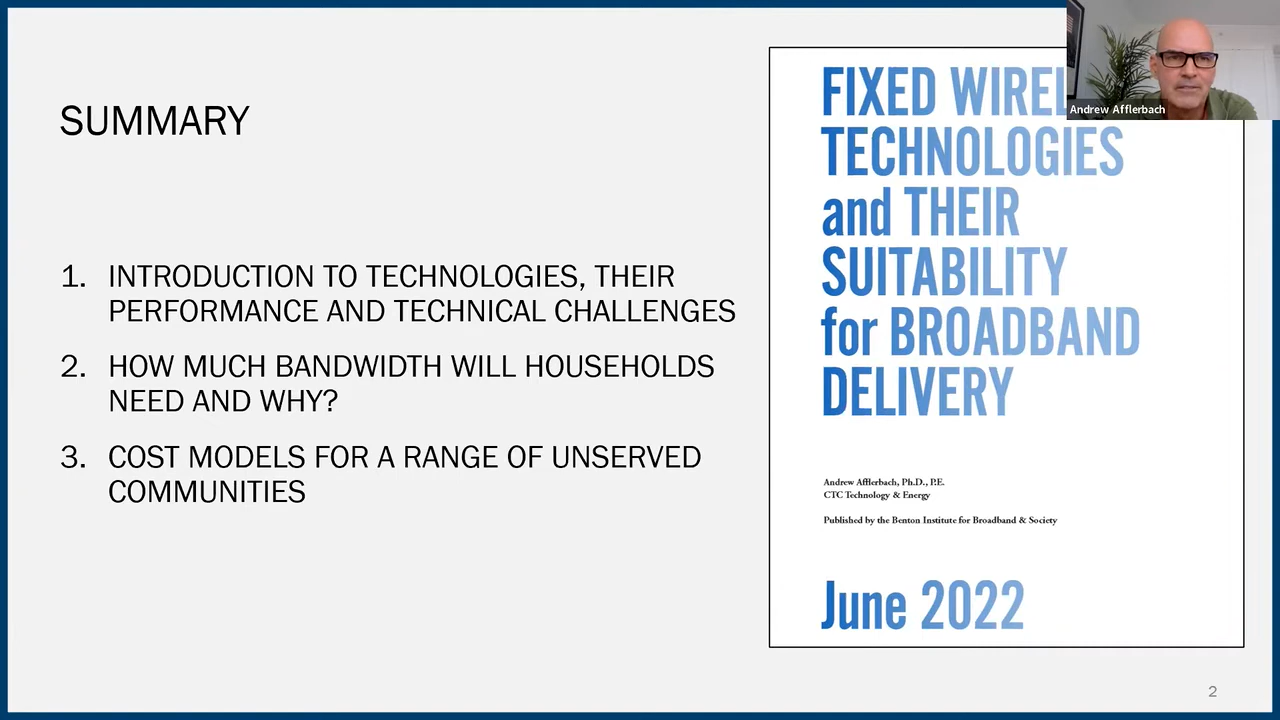 SUMMARY
1. INTRODUCTION TO TECHNOLOGIES, THEIR
PERFORMANCE AND TECHNICAL CHALLENGES
2. HOW MUCH BANDWIDTH WILL HOUSEHOLDS
NEED AND WHY?
3. COST MODELS FOR A RANGE OF UNSERVED
COMMUNITIES
FIXED WIREL
TECHNOLOGIES
and THEIR
SUITABILITY
for BROADBAND
DELIVERY
Andrew Afflerbach, Ph.D., P.E.
CTC Technology & Energy
Published by the Benton Institute for Broadband & Society
June 2022
Andrew Afflerbach
2